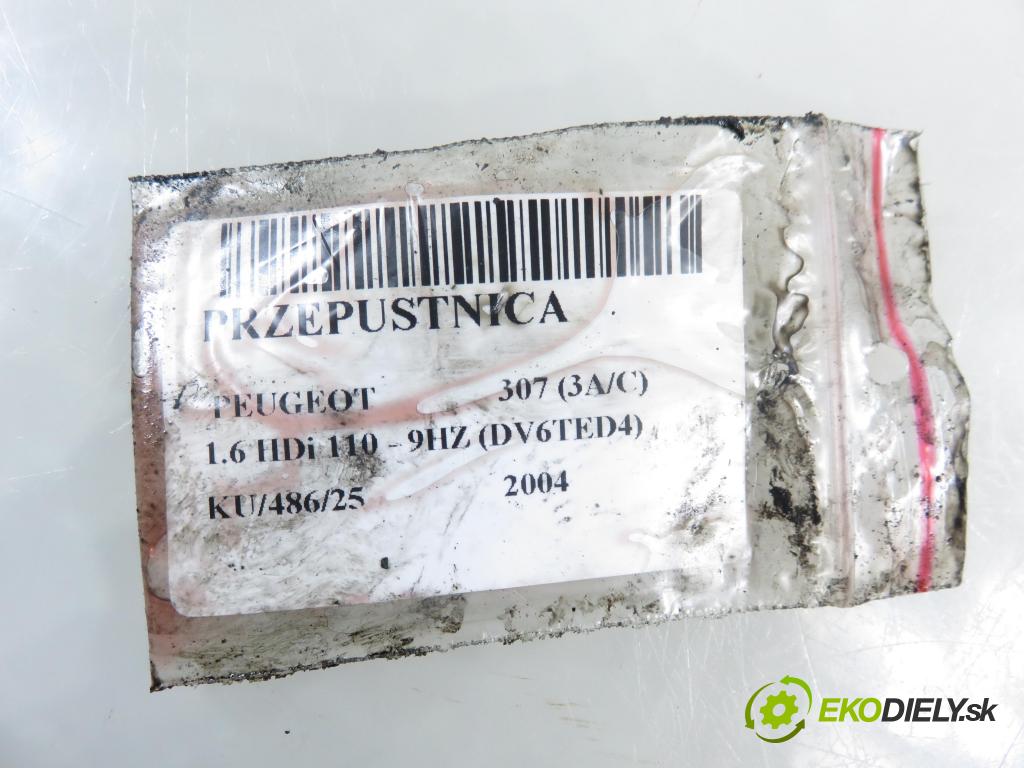 PRZEPUSTNICA
PEUGEOT 307 (3A/C)
1.6 HDi 110 - 9HZ (DV6TED4)
KU/486/25 2004
EKODIELY.sk